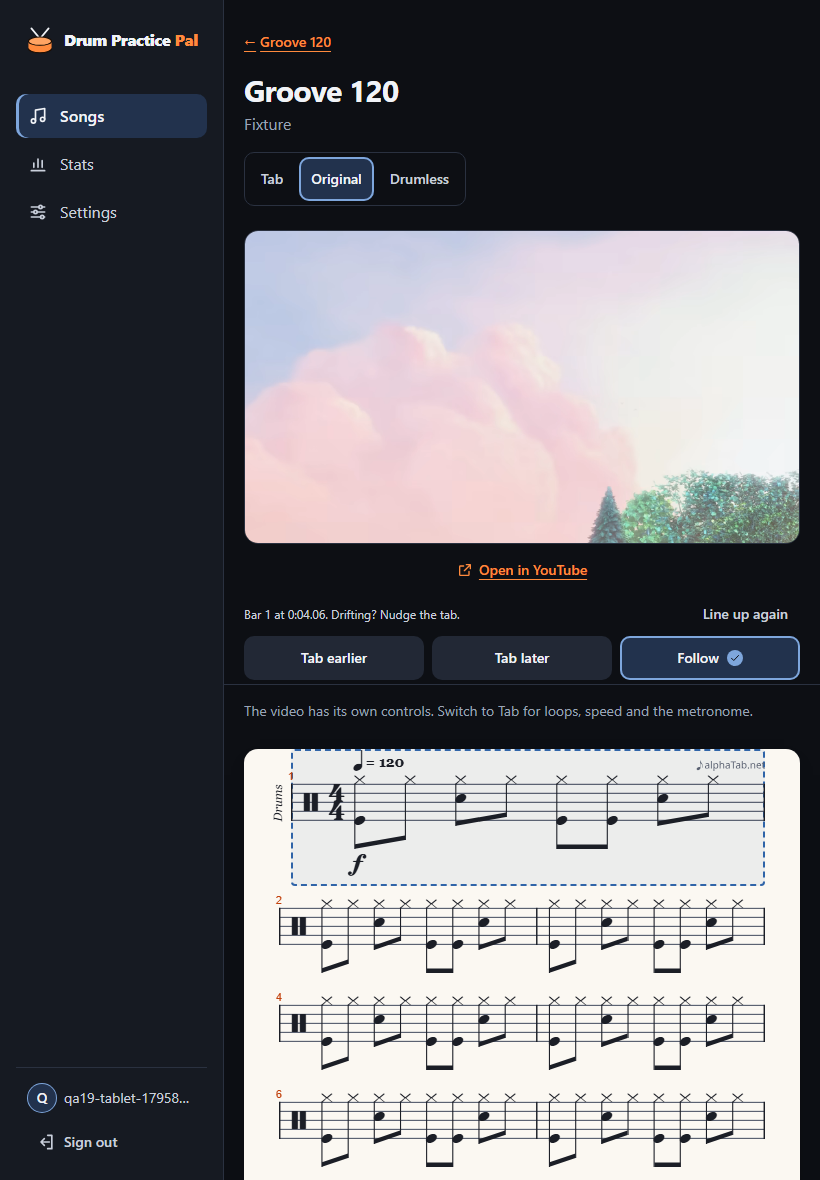 Drum Practice Pal
Songs
Stats
Settings
← Groove 120
Groove 120
Fixture
Tab
Original
Drumless
Open in YouTube
Bar 1 at 0:04.06. Drifting? Nudge the tab.
Line up again
Tab earlier
Tab later
Follow
The video has its own controls. Switch to Tab for loops, speed and the metronome.
= 120
alphaTab.net
1
Drums
4
4
f
2
4
6
Q
qa19-tablet-17958...
Sign out